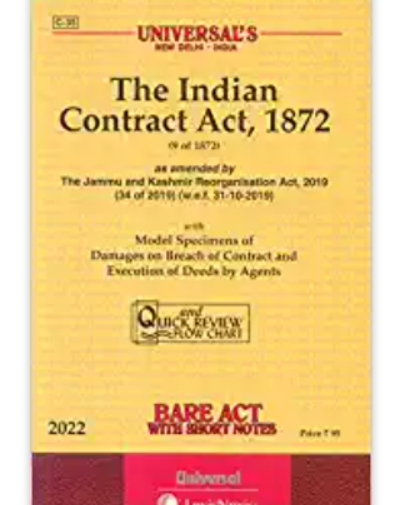 C-35
UNIVERSAL'S
NEW DELHI - INDIA
The Indian
Contract Act, 1872
(9 of 1872)
as amended by
The Jammu and Kashmir Reorganisation Act, 2019
(34 of 2019) (w.e.f. 31-10-2019)
with
Model Specimens of
Damages on Breach of Contract and
Execution of Deeds by Agents
and
QUICK REVIEW
FLOW CHART
BARE ACT
WITH SHORT NOTES
2022
Price ₹
Universal
LexisNexis